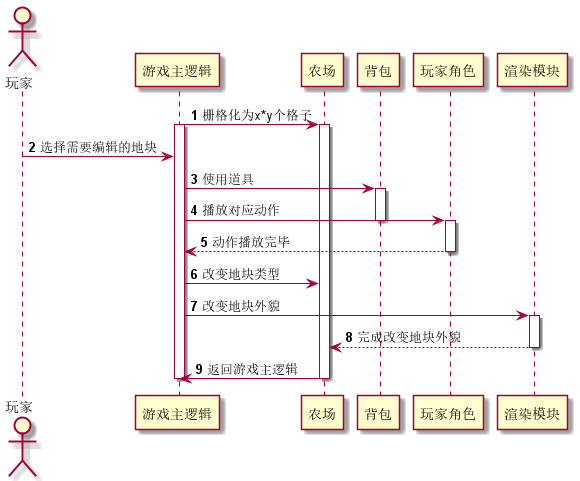 玩家
游戏主逻辑
农场
背包
玩家角色
渲染模块
1 栅格化为x*y个格子
2 选择需要编辑的地块
3 使用道具
4 播放对应动作
5 动作播放完毕
6 改变地块类型
7 改变地块外貌
8 完成改变地块外貌
9 返回游戏主逻辑
玩家
游戏主逻辑
农场
背包
玩家角色
渲染模块